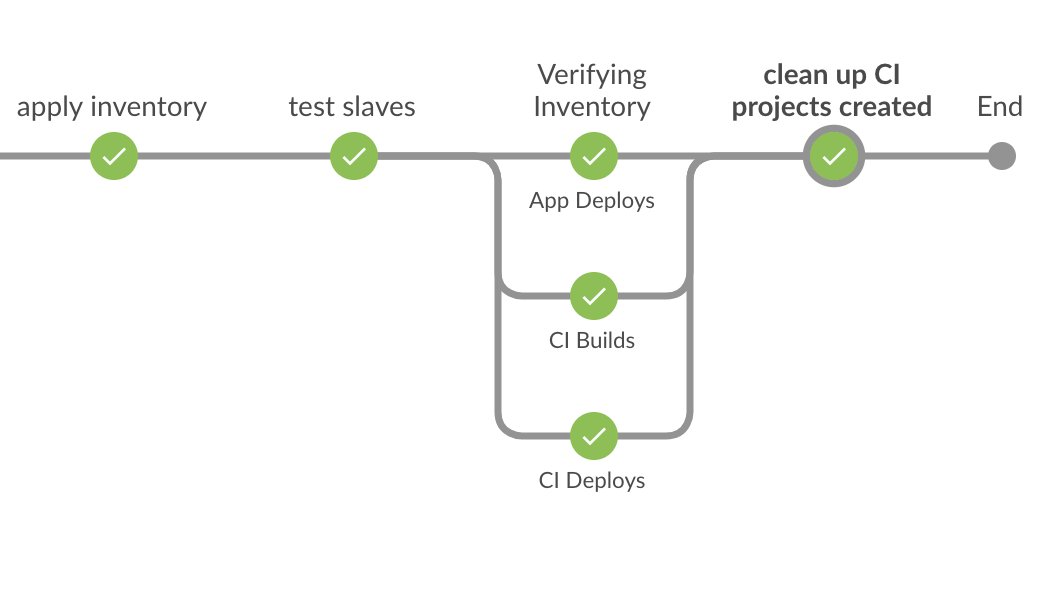 apply inventory
test slaves
Verifying
Inventory
clean up CI
projects created
End
App Deploys
CI Builds
CI Deploys